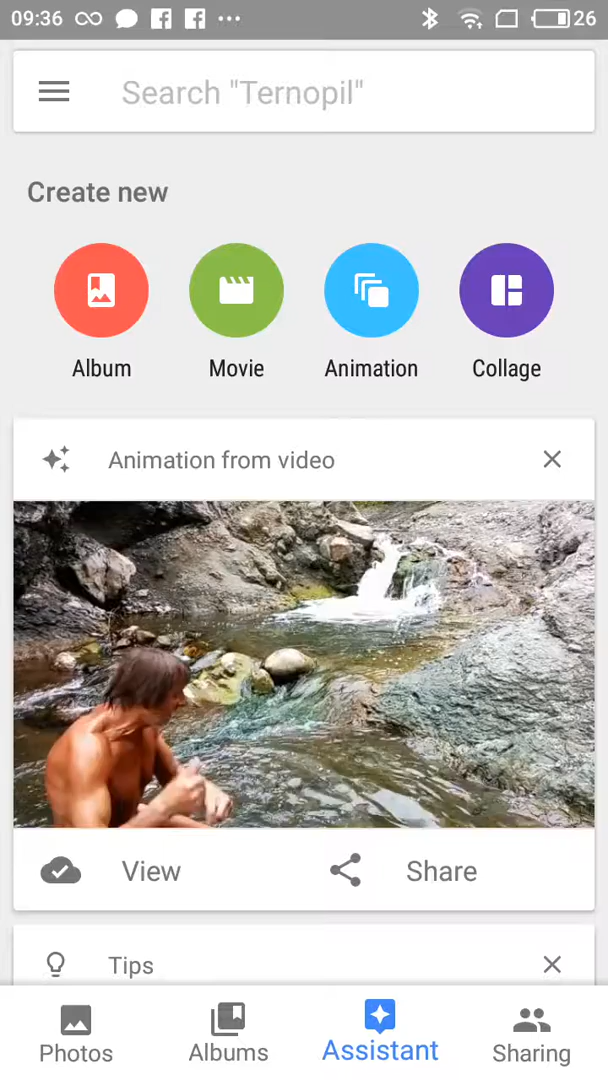 09:36 26
Search "Ternopil"
Create new
Album Movie Animation Collage
Animation from video
View Share
Tips
Photos Albums Assistant Sharing